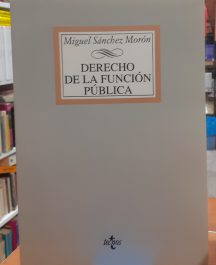 Miguel Sánchez Morón
DERECHO
DE LA FUNCIÓN
PÚBLICA
tecnos